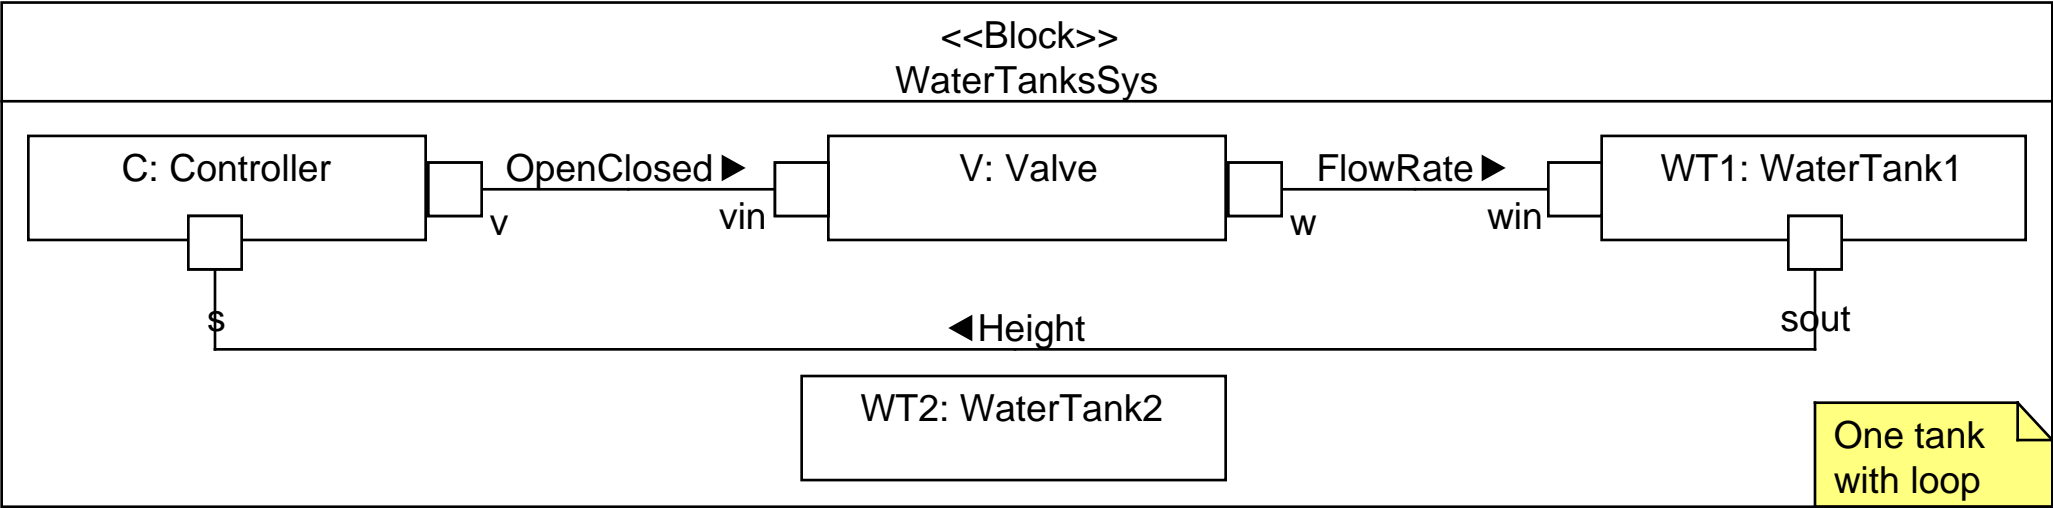 <<Block>>
WaterTanksSys
C: Controller
OpenClosed ►
V: Valve
FlowRate ►
WT1: WaterTank1
v
vin
w
win
s
◄Height
sout
WT2: WaterTank2
One tank
with loop